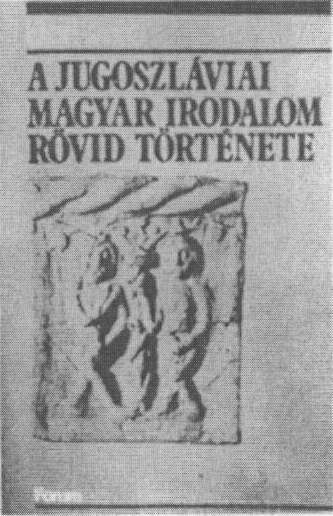 A JUGOSZLÁVIAI
MAGYAR IRODALOM
RÖVID TÖRTÉNETE
Forum